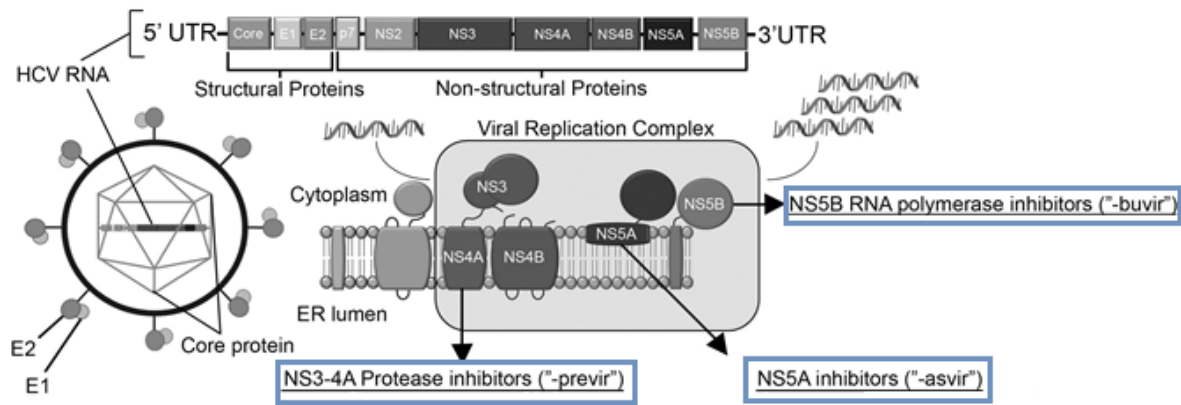 5' UTR Core E1 E2 p7 NS2 NS3 NS4A NS4B NS5A NS5B 3'UTR
HCV RNA
Structural Proteins Non-structural Proteins
Viral Replication Complex
Cytoplasm
NS3
NS5B
NS5A
NS4A NS4B
ER lumen
E2
E1
Core protein
NS5B RNA polymerase inhibitors ("-buvir")
NS3-4A Protease inhibitors ("-previr")
NS5A inhibitors ("-asvir")